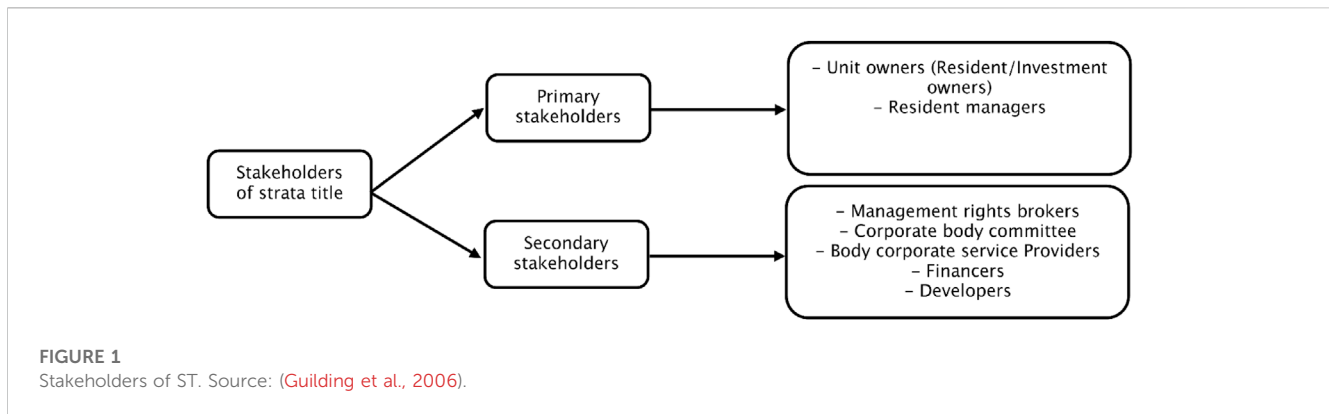 Stakeholders
of strata title
Primary
stakeholders
– Unit owners (Resident/Investment
owners)
– Resident managers
Secondary
stakeholders
– Management rights brokers
– Corporate body committee
– Body corporate service Providers
– Financers
– Developers
FIGURE 1
Stakeholders of ST. Source: (Guilding et al., 2006).